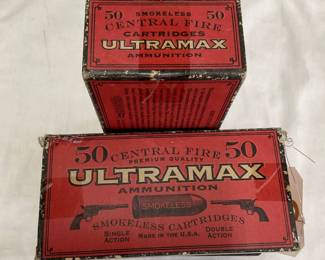 50 SMOKELESS 50
CENTRAL FIRE
CARTRIDGES
ULTRAMAX
AMMUNITION
50 CENTRAL FIRE 50
PREMIUM QUALITY
ULTRAMAX
AMMUNITION
SMOKELESS
SMOKELESS CARTRIDGES
SINGLE ACTION
MADE IN THE U.S.A.
DOUBLE ACTION